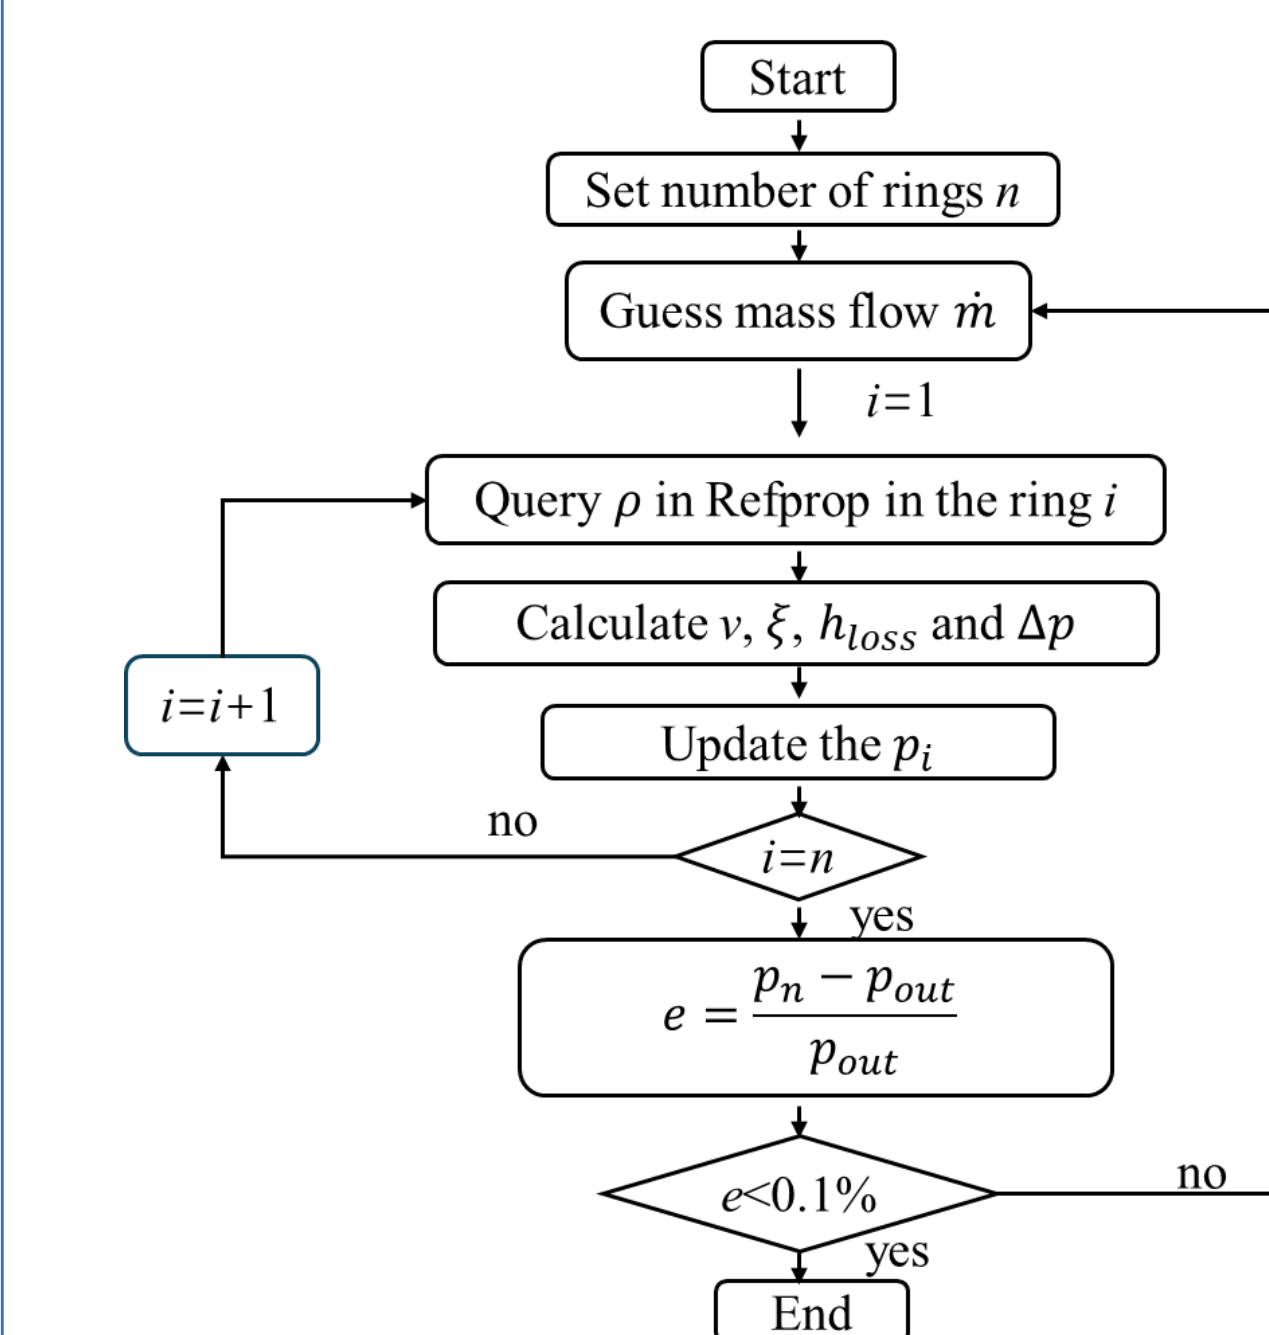 Start
Set number of rings n
Guess mass flow ṁ
i=1
Query ρ in Refprop in the ring i
Calculate v, ξ, h_loss and Δp
i=i+1
Update the p_i
no
i=n
yes
e = (p_n − p_out) / p_out
e<0.1%
no
yes
End